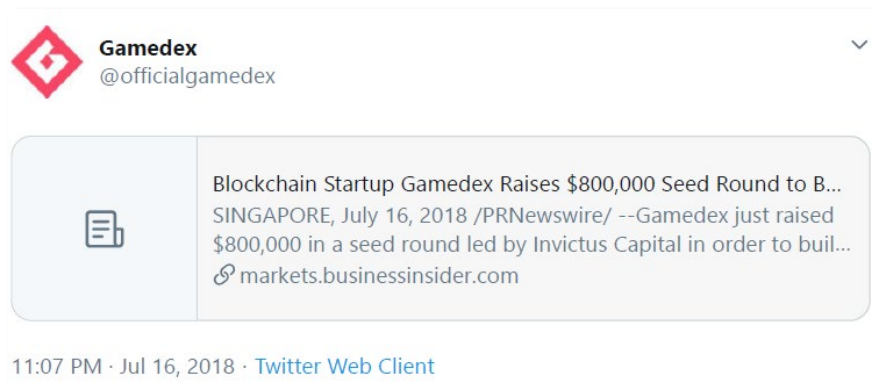 Gamedex
@officialgamedex
Blockchain Startup Gamedex Raises $800,000 Seed Round to B...
SINGAPORE, July 16, 2018 /PRNewswire/ --Gamedex just raised
$800,000 in a seed round led by Invictus Capital in order to buil...
markets.businessinsider.com
11:07 PM · Jul 16, 2018 · Twitter Web Client